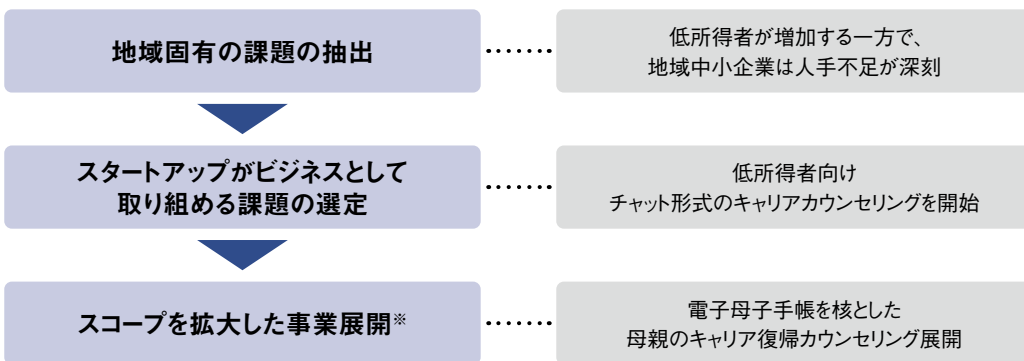 地域固有の課題の抽出
低所得者が増加する一方で、
地域中小企業は人手不足が深刻
スタートアップがビジネスとして
取り組める課題の選定
低所得者向け
チャット形式のキャリアカウンセリングを開始
スコープを拡大した事業展開※
電子母子手帳を核とした
母親のキャリア復帰カウンセリング展開